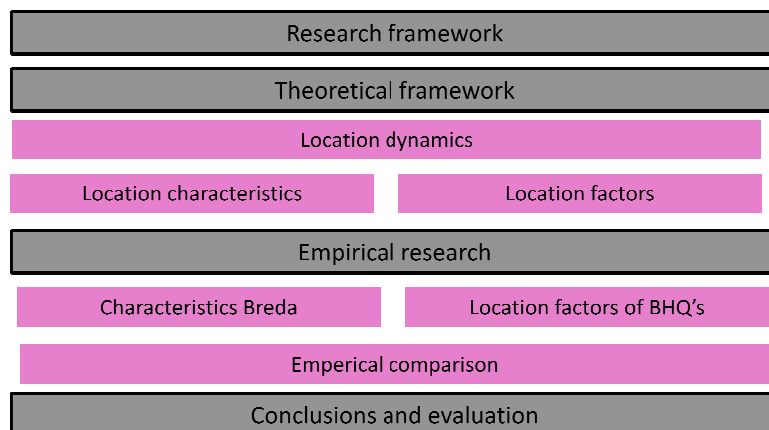 Research framework
Theoretical framework
Location dynamics
Location characteristics
Location factors
Empirical research
Characteristics Breda
Location factors of BHQ’s
Emperical comparison
Conclusions and evaluation